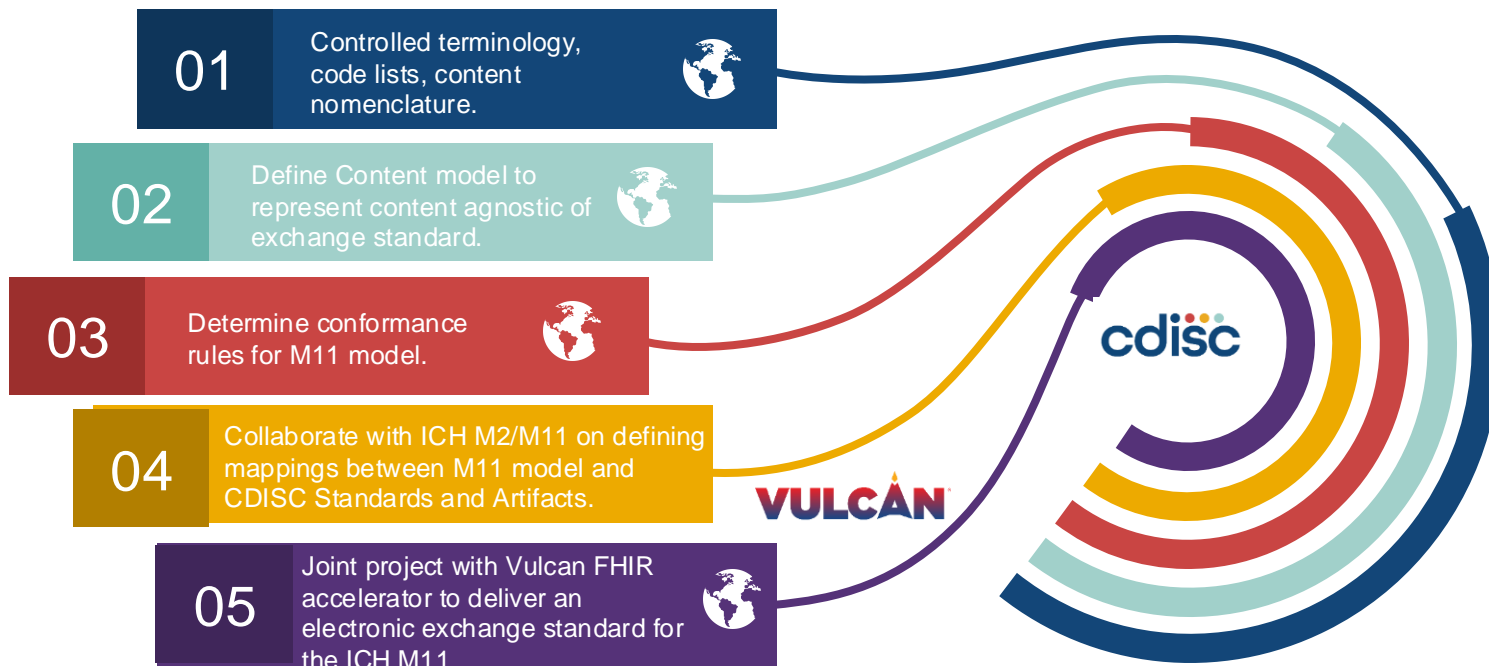 01
Controlled terminology,
code lists, content
nomenclature.
02
Define Content model to
represent content agnostic of
exchange standard.
03
Determine conformance
rules for M11 model.
cdisc
04
Collaborate with ICH M2/M11 on defining
mappings between M11 model and
CDISC Standards and Artifacts.
VULCAN
05
Joint project with Vulcan FHIR
accelerator to deliver an
electronic exchange standard for
the ICH M11